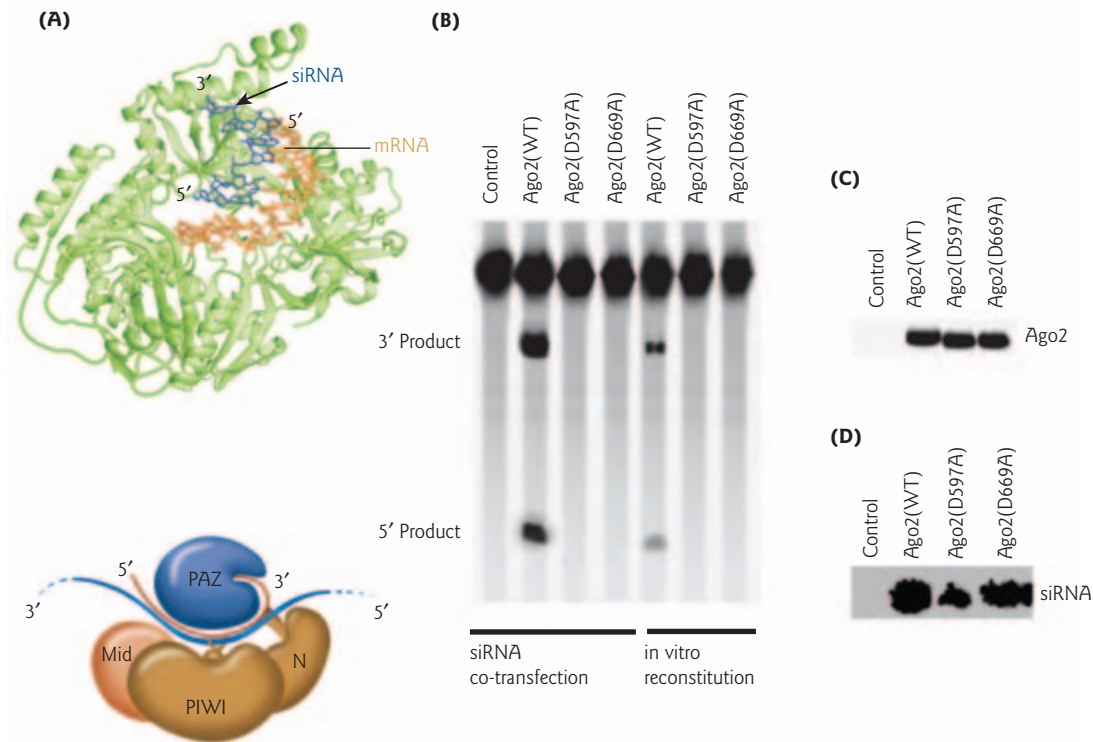 (A)
3′
siRNA
5′
mRNA
5′
5′
PAZ
3′
3′
5′
Mid
N
PIWI
(B)
Control
Ago2(WT)
Ago2(D597A)
Ago2(D669A)
Ago2(WT)
Ago2(D597A)
Ago2(D669A)
3′ Product
5′ Product
siRNA
co-transfection
in vitro
reconstitution
(C)
Control
Ago2(WT)
Ago2(D597A)
Ago2(D669A)
Ago2
(D)
Control
Ago2(WT)
Ago2(D597A)
Ago2(D669A)
siRNA